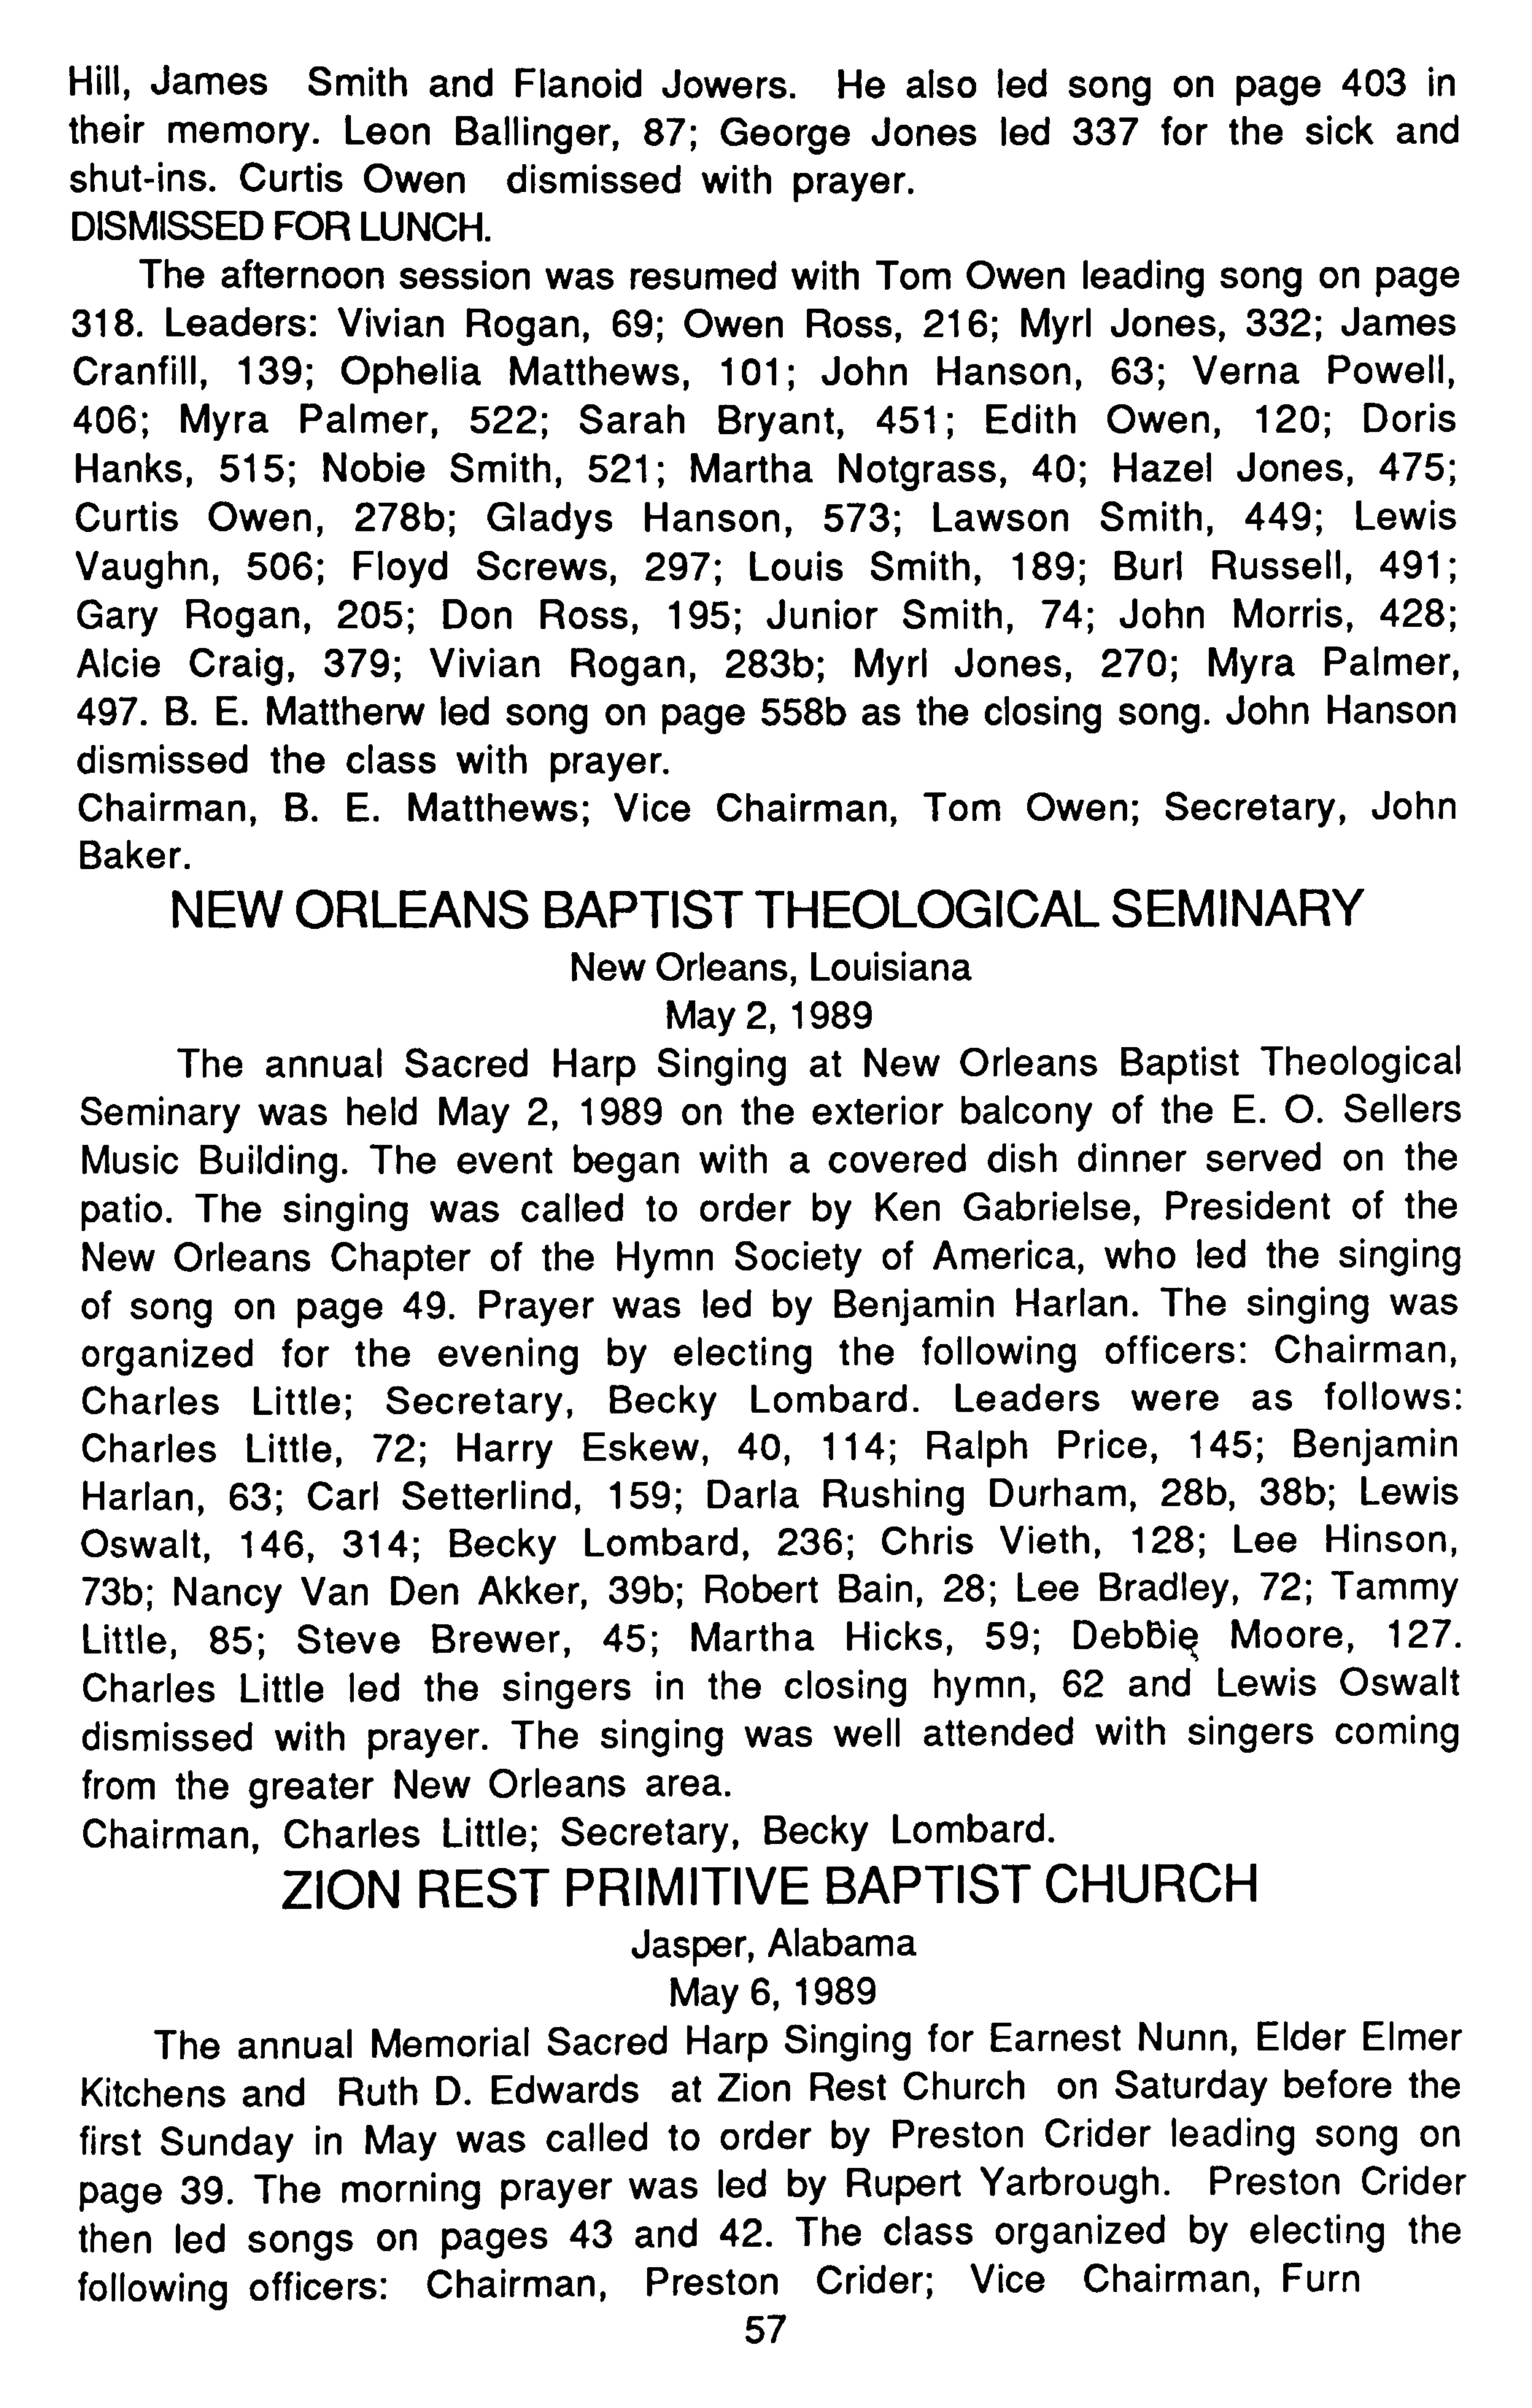 Hill, James Smith and Flanoid Jowers. He also led song on page 403 in
their memory. Leon Ballinger, 87; George Jones led 337 for the sick and
shut-ins. Curtis Owen dismissed with prayer.
DISMISSED FOR LUNCH.
The afternoon session was resumed with Tom Owen leading song on page
318. Leaders: Vivian Rogan, 69; Owen Ross, 216; Myrl Jones, 332; James
Cranfill, 139; Ophelia Matthews, 101; John Hanson, 63; Verna Powell,
406; Myra Palmer, 522; Sarah Bryant, 451; Edith Owen, 120; Doris
Hanks, 515; Nobie Smith, 521; Martha Notgrass, 40; Hazel Jones, 475;
Curtis Owen, 278b; Gladys Hanson, 573; Lawson Smith, 449; Lewis
Vaughn, 506; Floyd Screws, 297; Louis Smith, 189; Burl Russell, 491;
Gary Rogan, 205; Don Ross, 195; Junior Smith, 74; John Morris, 428;
Alcie Craig, 379; Vivian Rogan, 283b; Myrl Jones, 270; Myra Palmer,
497. B. E. Mattherw led song on page 558b as the closing song. John Hanson
dismissed the class with prayer.
Chairman, B. E. Matthews; Vice Chairman, Tom Owen; Secretary, John
Baker.
NEW ORLEANS BAPTIST THEOLOGICAL SEMINARY
New Orleans, Louisiana
May 2, 1989
The annual Sacred Harp Singing at New Orleans Baptist Theological
Seminary was held May 2, 1989 on the exterior balcony of the E. O. Sellers
Music Building. The event began with a covered dish dinner served on the
patio. The singing was called to order by Ken Gabrielse, President of the
New Orleans Chapter of the Hymn Society of America, who led the singing
of song on page 49. Prayer was led by Benjamin Harlan. The singing was
organized for the evening by electing the following officers: Chairman,
Charles Little; Secretary, Becky Lombard. Leaders were as follows:
Charles Little, 72; Harry Eskew, 40, 114; Ralph Price, 145; Benjamin
Harlan, 63; Carl Setterlind, 159; Darla Rushing Durham, 28b, 38b; Lewis
Oswalt, 146, 314; Becky Lombard, 236; Chris Vieth, 128; Lee Hinson,
73b; Nancy Van Den Akker, 39b; Robert Bain, 28; Lee Bradley, 72; Tammy
Little, 85; Steve Brewer, 45; Martha Hicks, 59; Debbie Moore, 127.
Charles Little led the singers in the closing hymn, 62 and Lewis Oswalt
dismissed with prayer. The singing was well attended with singers coming
from the greater New Orleans area.
Chairman, Charles Little; Secretary, Becky Lombard.
ZION REST PRIMITIVE BAPTIST CHURCH
Jasper, Alabama
May 6, 1989
The annual Memorial Sacred Harp Singing for Earnest Nunn, Elder Elmer
Kitchens and Ruth D. Edwards at Zion Rest Church on Saturday before the
first Sunday in May was called to order by Preston Crider leading song on
page 39. The morning prayer was led by Rupert Yarbrough. Preston Crider
then led songs on pages 43 and 42. The class organized by electing the
following officers: Chairman, Preston Crider; Vice Chairman, Furn
57